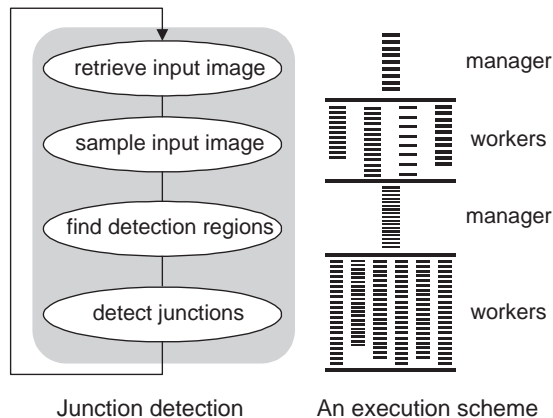 retrieve input image
sample input image
find detection regions
detect junctions
manager
workers
manager
workers
Junction detection
An execution scheme